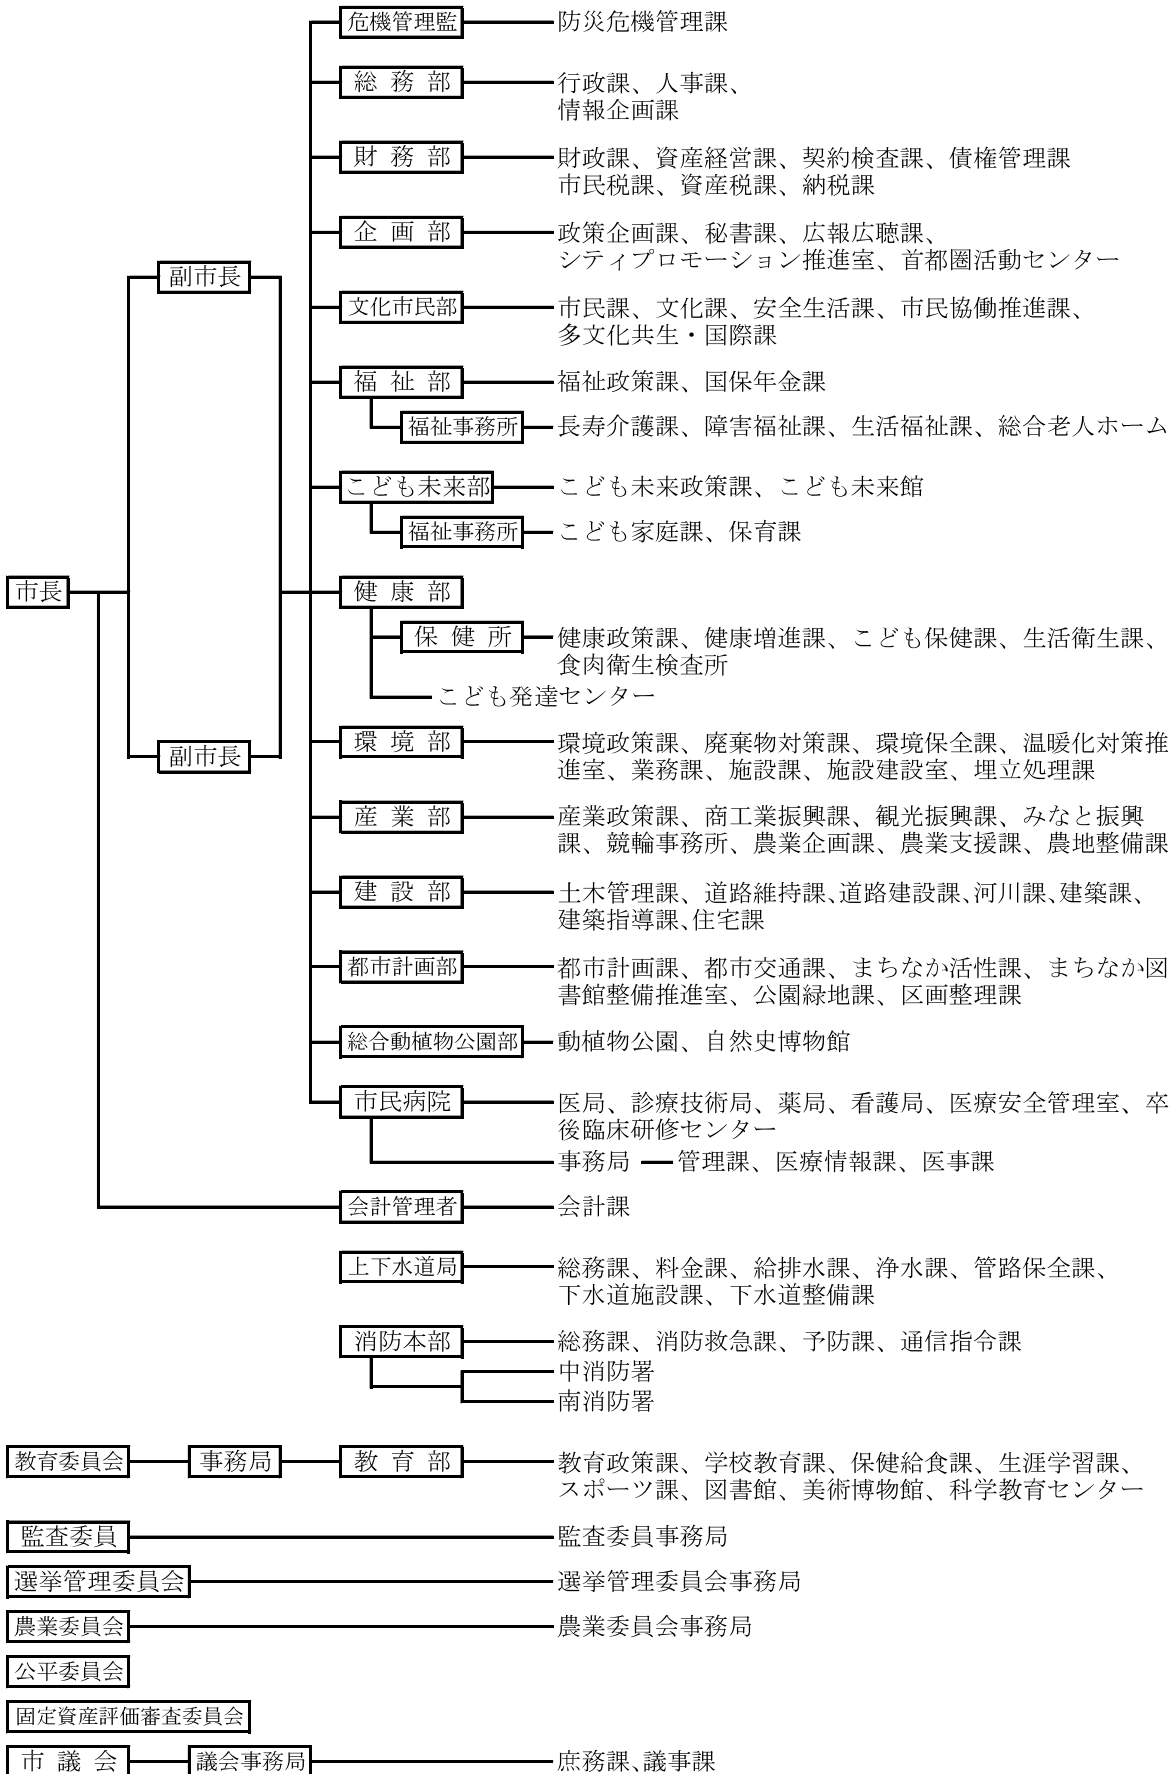 危機管理監 防災危機管理課
総務部 行政課、人事課、
情報企画課
財務部 財政課、資産経営課、契約検査課、債権管理課
市民税課、資産税課、納税課
企画部 政策企画課、秘書課、広報広聴課、
シティプロモーション推進室、首都圏活動センター
副市長
文化市民部 市民課、文化課、安全生活課、市民協働推進課、
多文化共生・国際課
福祉部 福祉政策課、国保年金課
福祉事務所 長寿介護課、障害福祉課、生活福祉課、総合老人ホーム
こども未来部 こども未来政策課、こども未来館
福祉事務所 こども家庭課、保育課
市長 健康部
保健所 健康政策課、健康増進課、こども保健課、生活衛生課、
食肉衛生検査所
こども発達センター
副市長 環境部 環境政策課、廃棄物対策課、環境保全課、温暖化対策推
進室、業務課、施設課、施設建設室、埋立処理課
産業部 産業政策課、商工業振興課、観光振興課、みなと振興
課、競輪事務所、農業企画課、農業支援課、農地整備課
建設部 土木管理課、道路維持課、道路建設課、河川課、建築課、
建築指導課、住宅課
都市計画部 都市計画課、都市交通課、まちなか活性課、まちなか図
書館整備推進室、公園緑地課、区画整理課
総合動植物公園部 動植物公園、自然史博物館
市民病院 医局、診療技術局、薬局、看護局、医療安全管理室、卒
後臨床研修センター
事務局 管理課、医療情報課、医事課
会計管理者 会計課
上下水道局 総務課、料金課、給排水課、浄水課、管路保全課、
下水道施設課、下水道整備課
消防本部 総務課、消防救急課、予防課、通信指令課
中消防署
南消防署
教育委員会 事務局 教育部 教育政策課、学校教育課、保健給食課、生涯学習課、
スポーツ課、図書館、美術博物館、科学教育センター
監査委員 監査委員事務局
選挙管理委員会 選挙管理委員会事務局
農業委員会 農業委員会事務局
公平委員会
固定資産評価審査委員会
市議会 議会事務局 庶務課、議事課